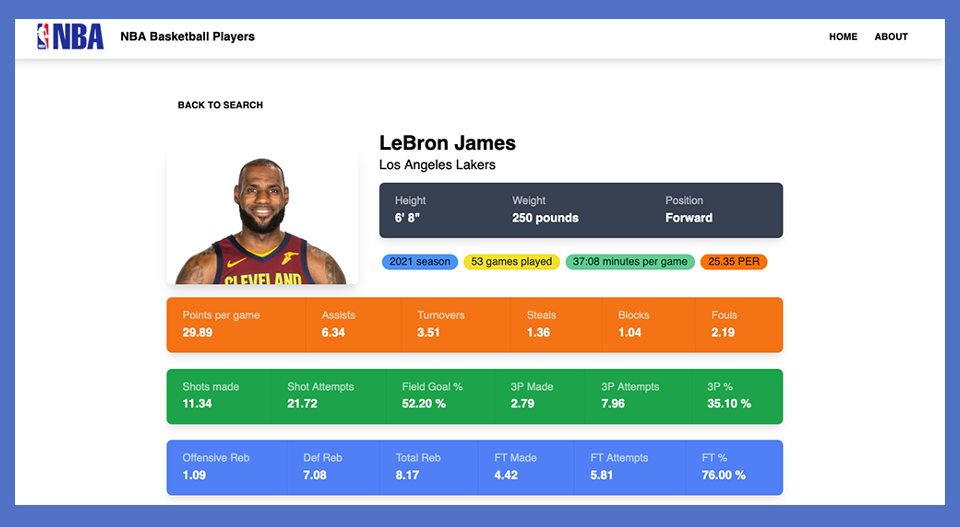 NBA NBA Basketball Players HOME ABOUT
BACK TO SEARCH
LeBron James
Los Angeles Lakers
Height Weight Position
6' 8" 250 pounds Forward
2021 season 53 games played 37:08 minutes per game 25.35 PER
CLEVELAND
Points per game Assists Turnovers Steals Blocks Fouls
29.89 6.34 3.51 1.36 1.04 2.19
Shots made Shot Attempts Field Goal % 3P Made 3P Attempts 3P %
11.34 21.72 52.20 % 2.79 7.96 35.10 %
Offensive Reb Def Reb Total Reb FT Made FT Attempts FT %
1.09 7.08 8.17 4.42 5.81 76.00 %